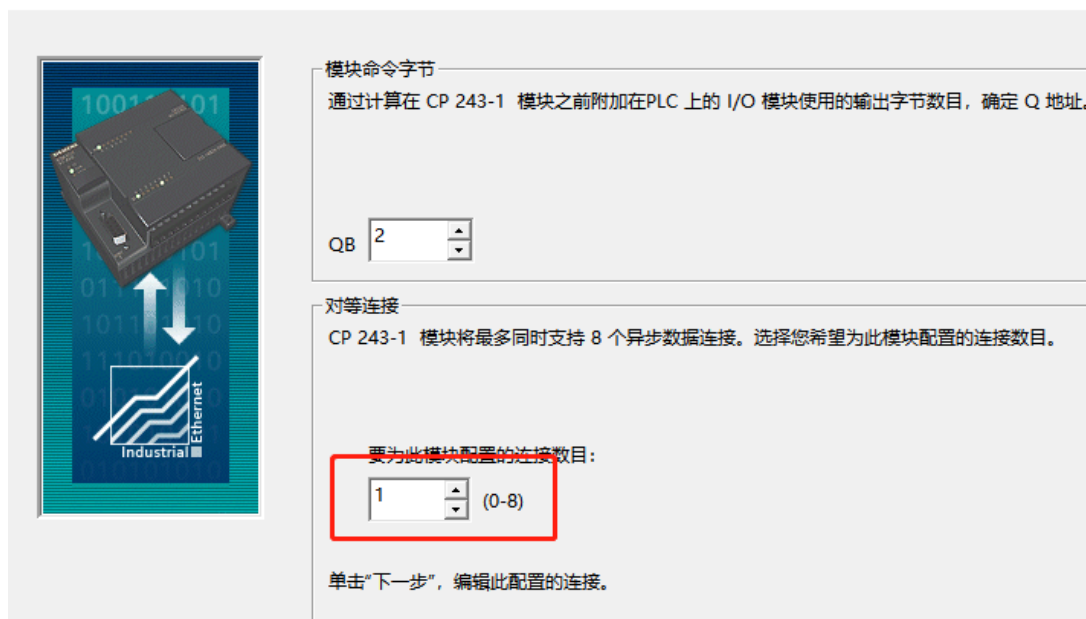 模块命令字节
通过计算在 CP 243-1 模块之前附加在PLC 上的 I/O 模块使用的输出字节数目，确定 Q 地址.
QB 2
对等连接
CP 243-1 模块将最多同时支持 8 个异步数据连接。选择您希望为此模块配置的连接数目。
要为此模块配置的连接数目：
1 (0-8)
单击“下一步”，编辑此配置的连接。
Industrial
Ethernet